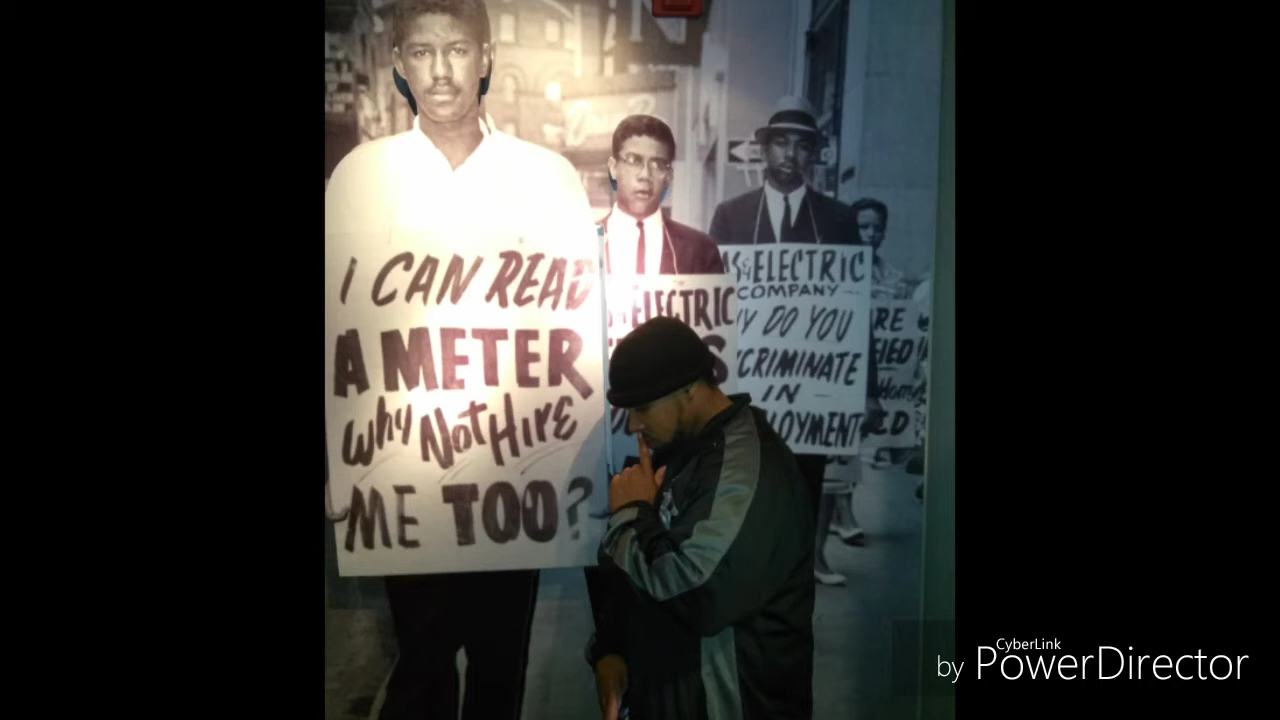 I CAN READ
A METER
Why Not Hire
ME TOO?
ELECTRIC
& ELECTRIC
COMPANY
DO YOU
CRIMINATE
IN
LOYMENT
RE
CyberLink
by PowerDirector